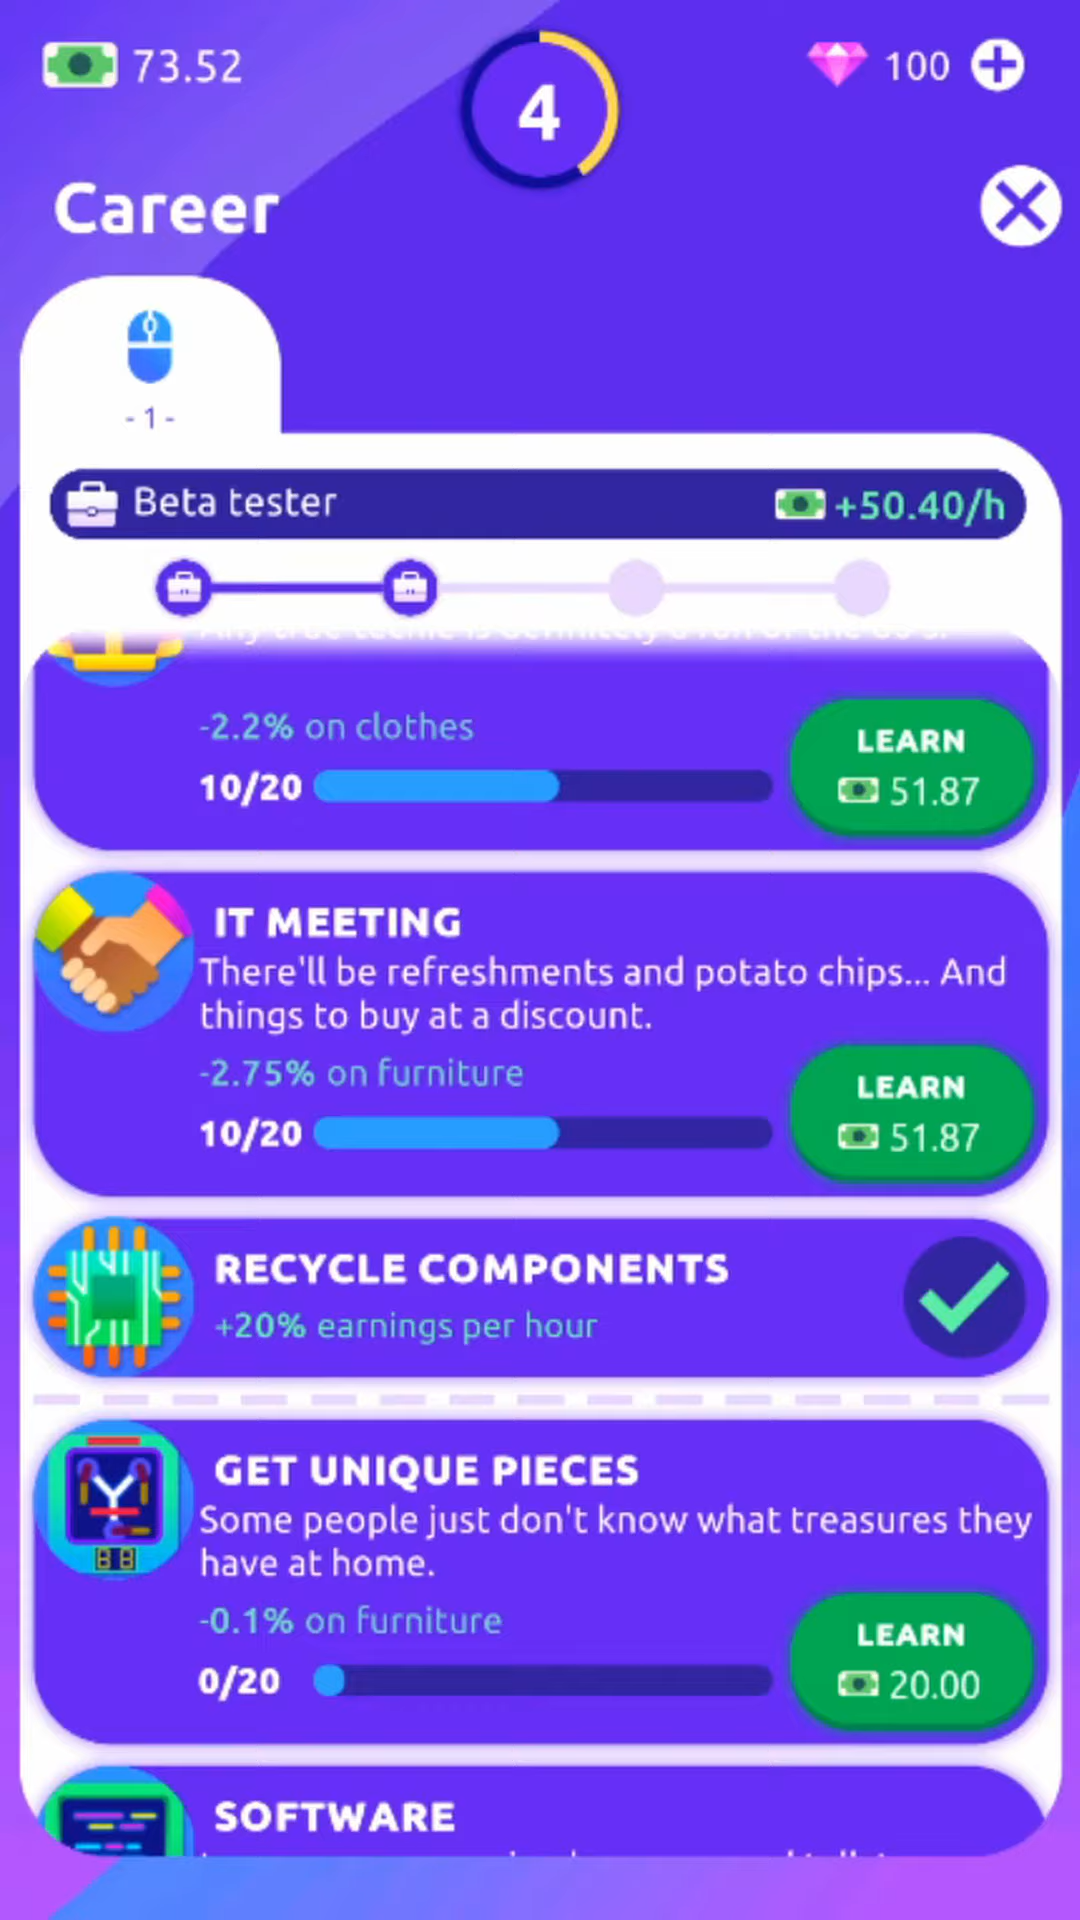 73.52
4
100
Career
- 1 -
Beta tester
+50.40/h
-2.2% on clothes
10/20
LEARN
51.87
IT MEETING
There'll be refreshments and potato chips... And
things to buy at a discount.
-2.75% on furniture
10/20
LEARN
51.87
RECYCLE COMPONENTS
+20% earnings per hour
GET UNIQUE PIECES
Some people just don't know what treasures they
have at home.
-0.1% on furniture
0/20
LEARN
20.00
SOFTWARE